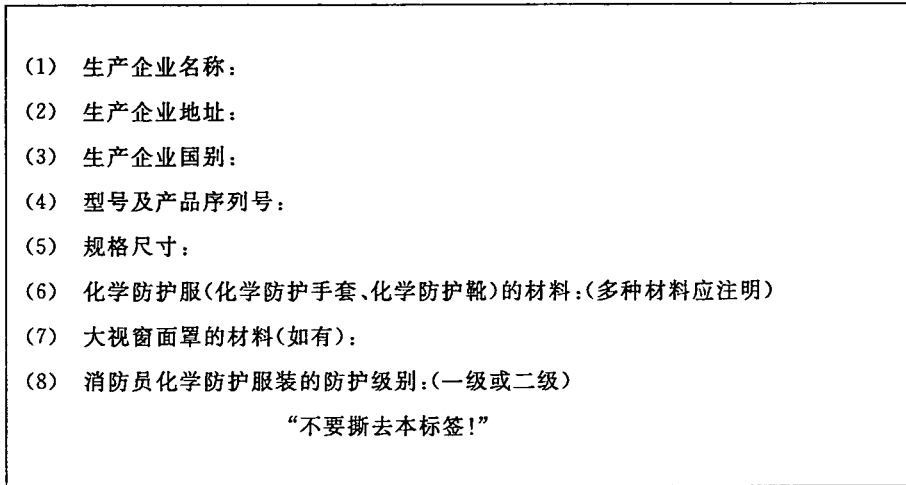 (1) 生产企业名称：
(2) 生产企业地址：
(3) 生产企业国别：
(4) 型号及产品序列号：
(5) 规格尺寸：
(6) 化学防护服(化学防护手套、化学防护靴)的材料：(多种材料应注明)
(7) 大视窗面罩的材料(如有)：
(8) 消防员化学防护服装的防护级别：(一级或二级)
“不要撕去本标签！”